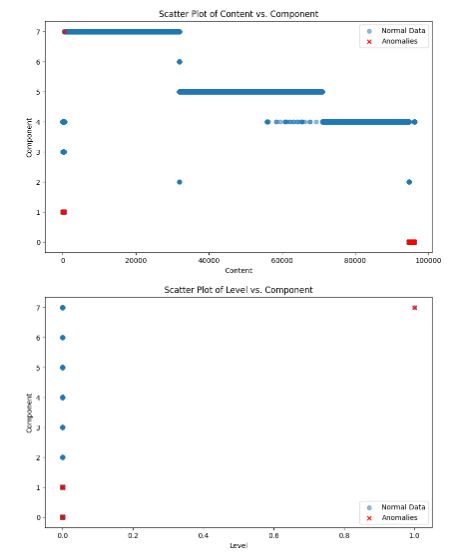 Scatter Plot of Content vs. Component
Normal Data
Anomalies
7
6
5
4
3
2
1
0
Component
0 20000 40000 60000 80000 100000
Content
Scatter Plot of Level vs. Component
7
6
5
4
3
2
1
0
Component
Normal Data
Anomalies
0.0 0.2 0.4 0.6 0.8 1.0
Level